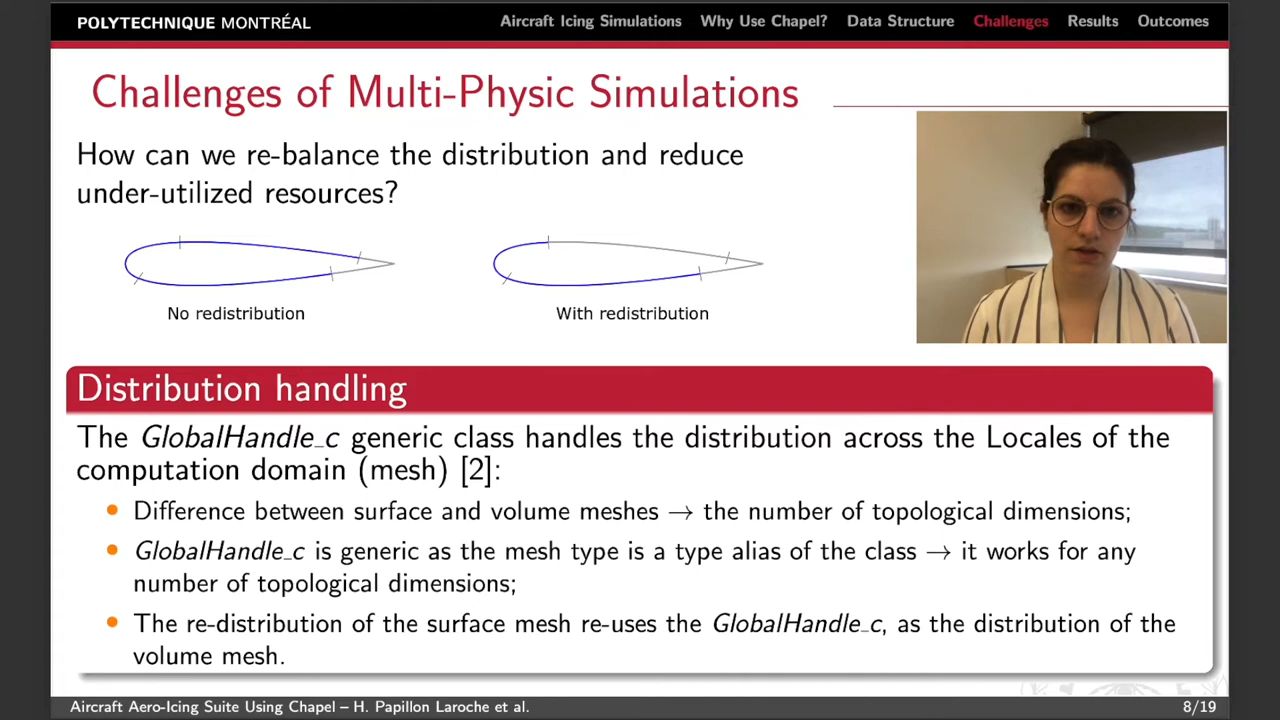 POLYTECHNIQUE MONTRÉAL
Aircraft Icing Simulations Why Use Chapel? Data Structure Challenges Results Outcomes
Challenges of Multi-Physic Simulations
How can we re-balance the distribution and reduce
under-utilized resources?
No redistribution
With redistribution
Distribution handling
The GlobalHandle_c generic class handles the distribution across the Locales of the
computation domain (mesh) [2]:
• Difference between surface and volume meshes → the number of topological dimensions;
• GlobalHandle_c is generic as the mesh type is a type alias of the class → it works for any
number of topological dimensions;
• The re-distribution of the surface mesh re-uses the GlobalHandle_c, as the distribution of the
volume mesh.
Aircraft Aero-Icing Suite Using Chapel – H. Papillon Laroche et al.
8/19